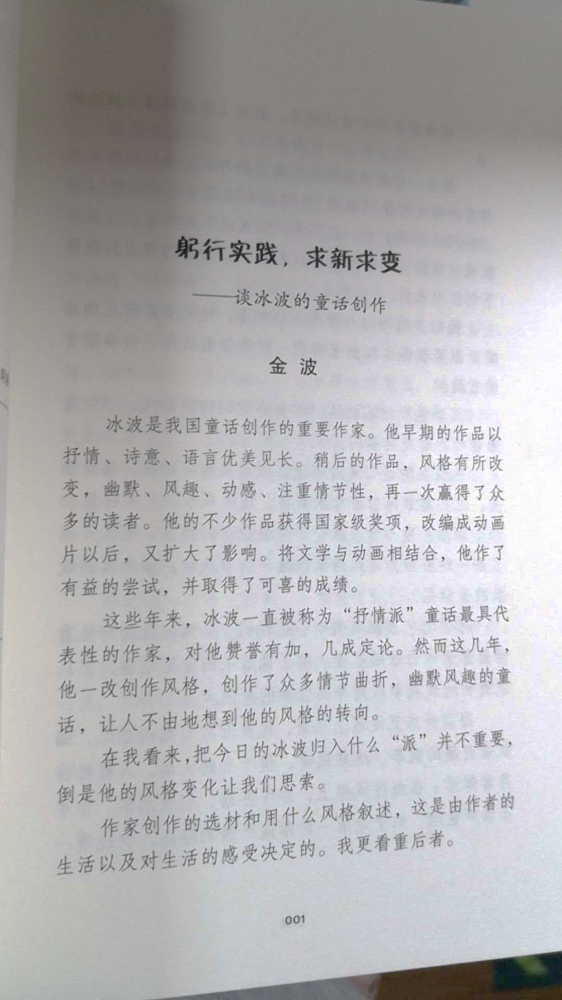 躬行实践，求新求变
——谈冰波的童话创作
金 波
冰波是我国童话创作的重要作家。他早期的作品以
抒情、诗意、语言优美见长。稍后的作品，风格有所改
变，幽默、风趣、动感、注重情节性，再一次赢得了众
多的读者。他的不少作品获得国家级奖项，改编成动画
片以后，又扩大了影响。将文学与动画相结合，他作了
有益的尝试，并取得了可喜的成绩。
这些年来，冰波一直被称为“抒情派”童话最具代
表性的作家，对他赞誉有加，几成定论。然而这几年，
他一改创作风格，创作了众多情节曲折，幽默风趣的童
话，让人不由地想到他的风格的转向。
在我看来，把今日的冰波归入什么“派”并不重要，
倒是他的风格变化让我们思索。
作家创作的选材和用什么风格叙述，这是由作者的
生活以及对生活的感受决定的。我更看重后者。
001